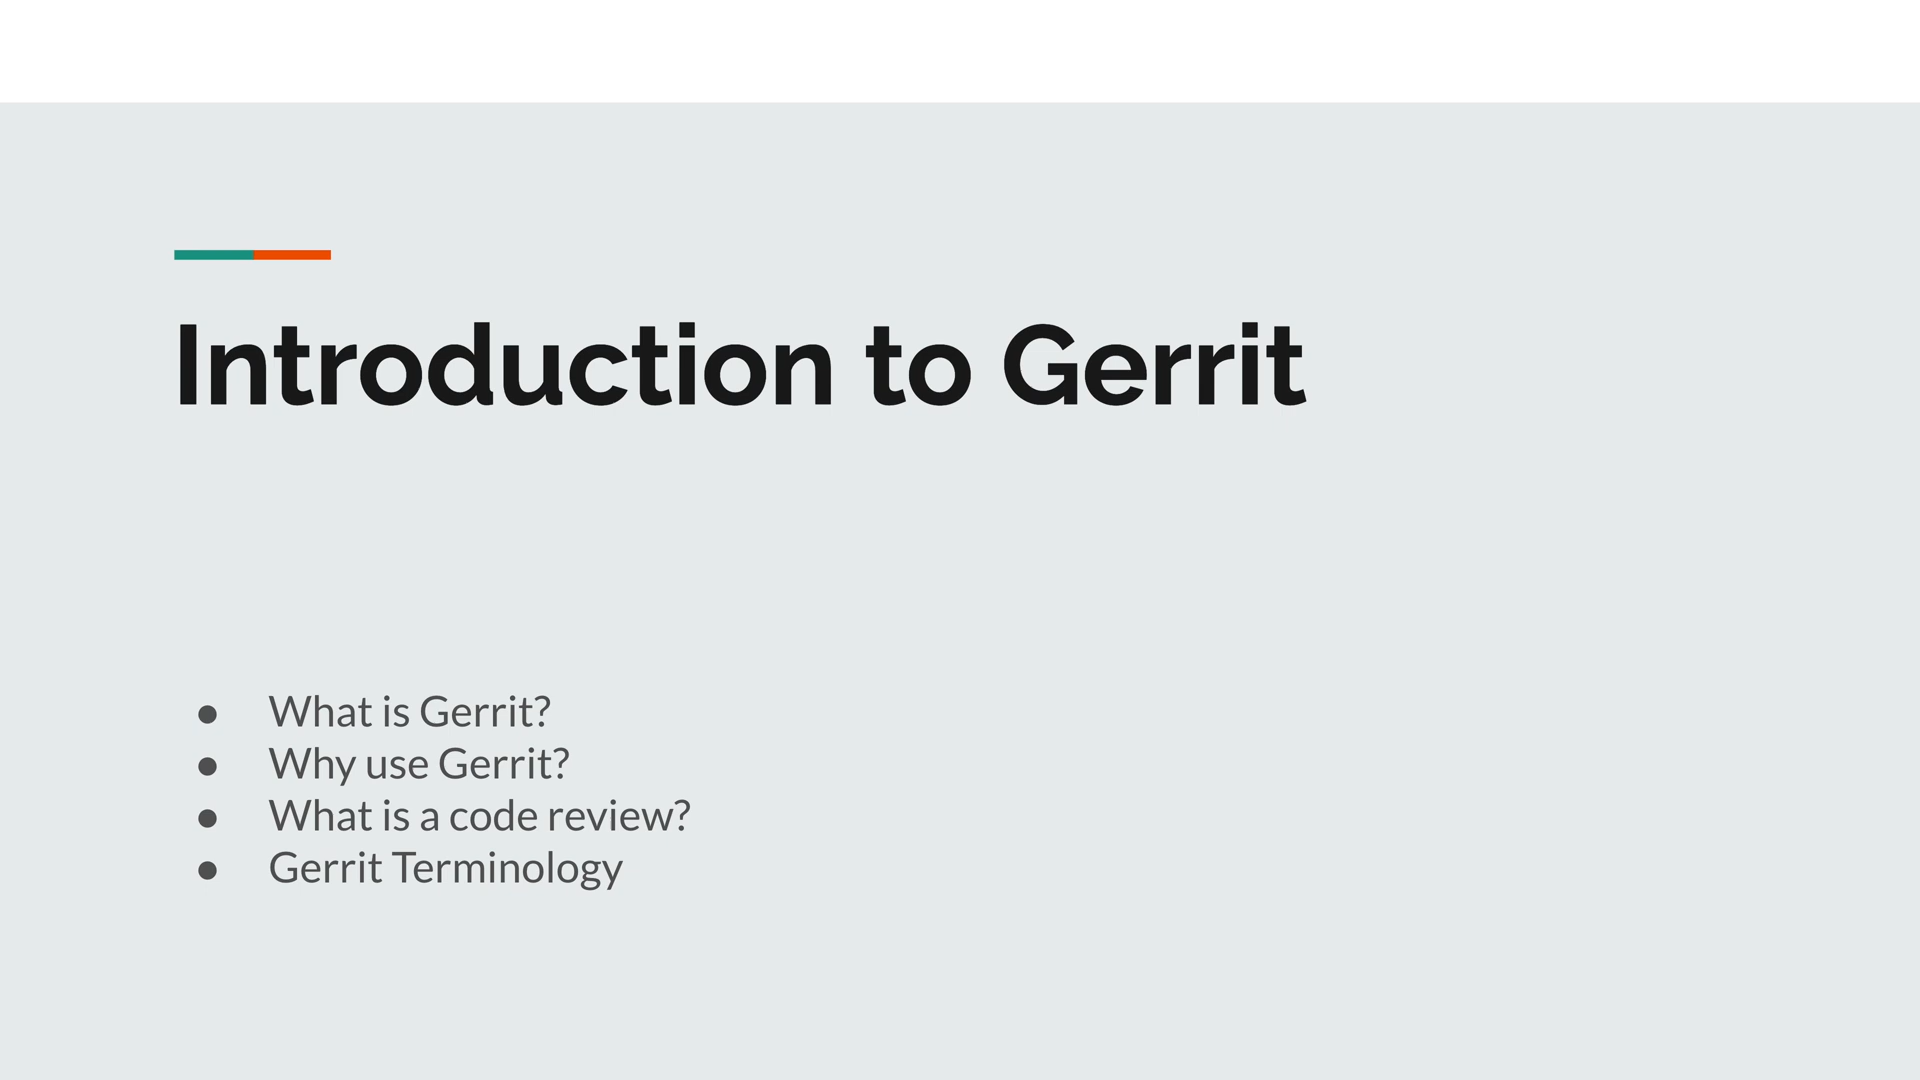 Introduction to Gerrit
● What is Gerrit?
● Why use Gerrit?
● What is a code review?
● Gerrit Terminology